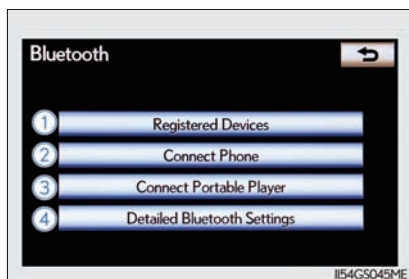 Bluetooth
1 Registered Devices
2 Connect Phone
3 Connect Portable Player
4 Detailed Bluetooth Settings
II54GS045ME